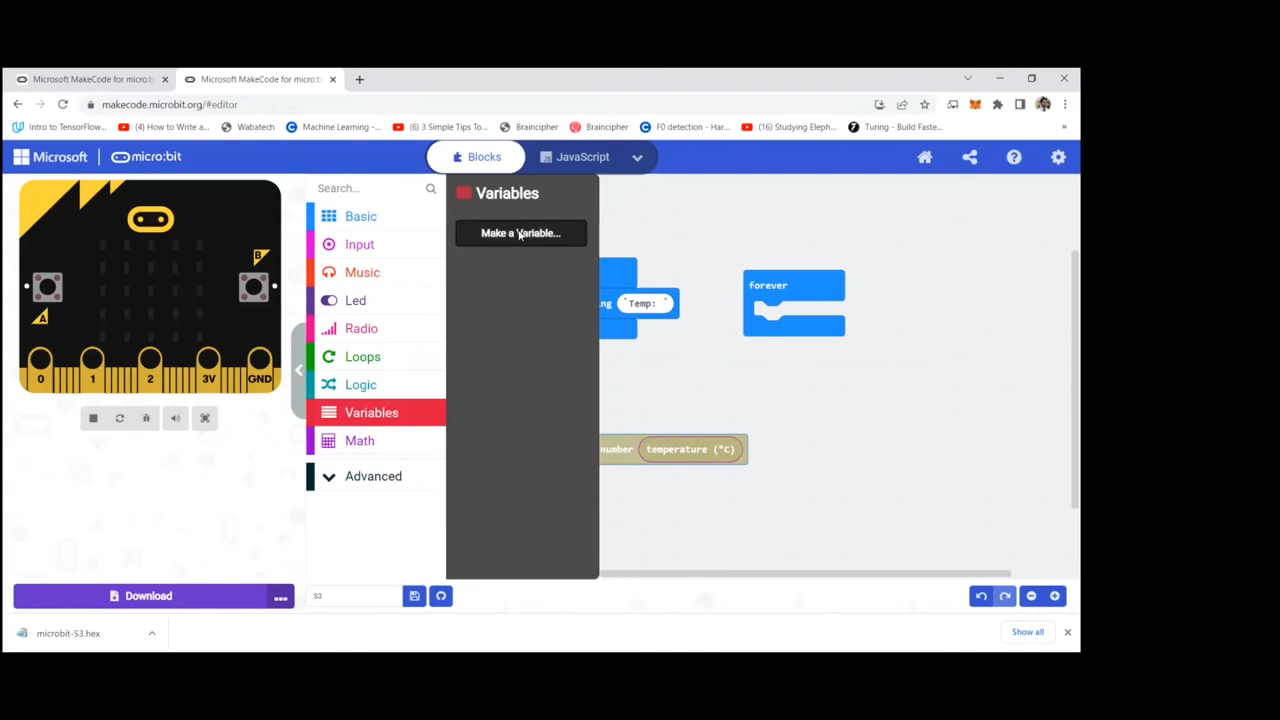 Microsoft MakeCode for micro:b
Microsoft MakeCode for micro:b
makecode.microbit.org/#editor
Intro to TensorFlow...
(4) How to Write a...
Wabatech
Machine Learning -...
(6) 3 Simple Tips To...
Braincipher
Braincipher
F0 detection - Har...
(16) Studying Eleph...
Turing - Build Faste...
Microsoft
micro:bit
Blocks
JavaScript
Search...
Basic
Input
Music
Led
Radio
Loops
Logic
Variables
Math
Advanced
Variables
Make a Variable...
ng "Temp: "
forever
number temperature (°C)
B
A
0 1 2 3V GND
Download
S3
microbit-S3.hex
Show all